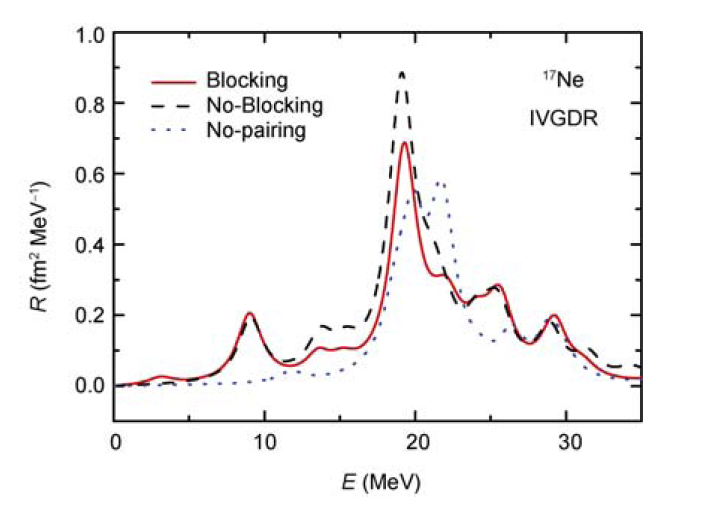 1.0
0.8
0.6
0.4
0.2
0.0
R (fm² MeV⁻¹)
Blocking
No-Blocking
No-pairing
¹⁷Ne
IVGDR
0 10 20 30
E (MeV)